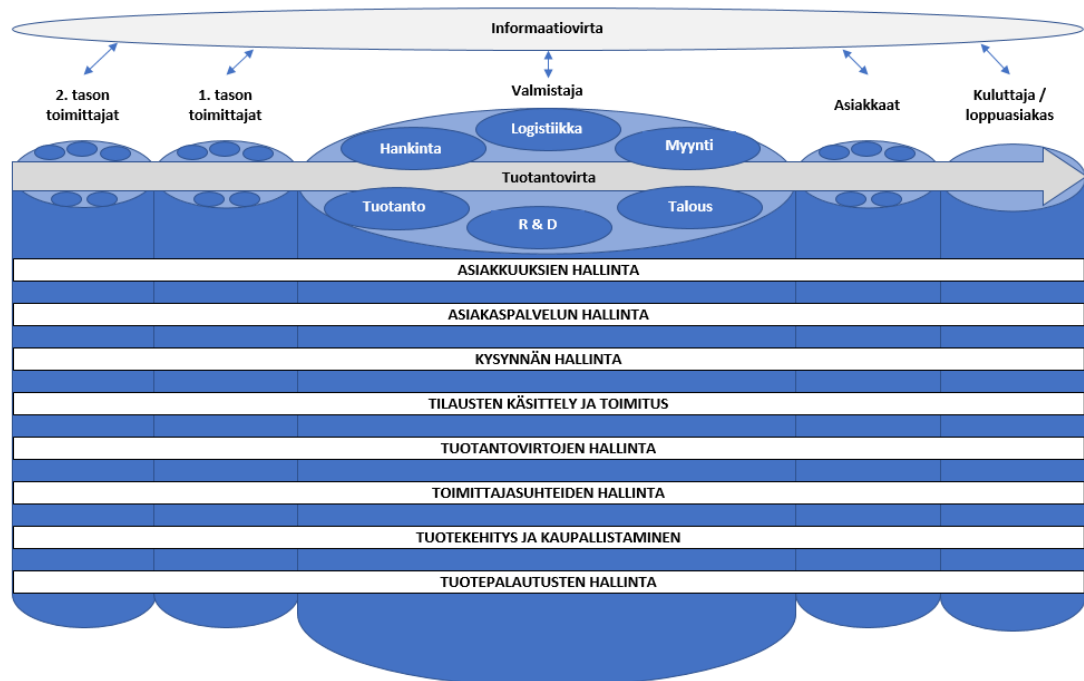 Informaatiovirta
2. tason
toimittajat
1. tason
toimittajat
Valmistaja
Asiakkaat
Kuluttaja /
loppuasiakas
Logistiikka
Hankinta
Myynti
Tuotantovirta
Tuotanto
R & D
Talous
ASIAKKUUKSIEN HALLINTA
ASIAKASPALVELUN HALLINTA
KYSYNNÄN HALLINTA
TILAUSTEN KÄSITTELY JA TOIMITUS
TUOTANTOVIRTOJEN HALLINTA
TOIMITTAJASUHTEIDEN HALLINTA
TUOTEKEHITYS JA KAUPALLISTAMINEN
TUOTEPALAUTUSTEN HALLINTA